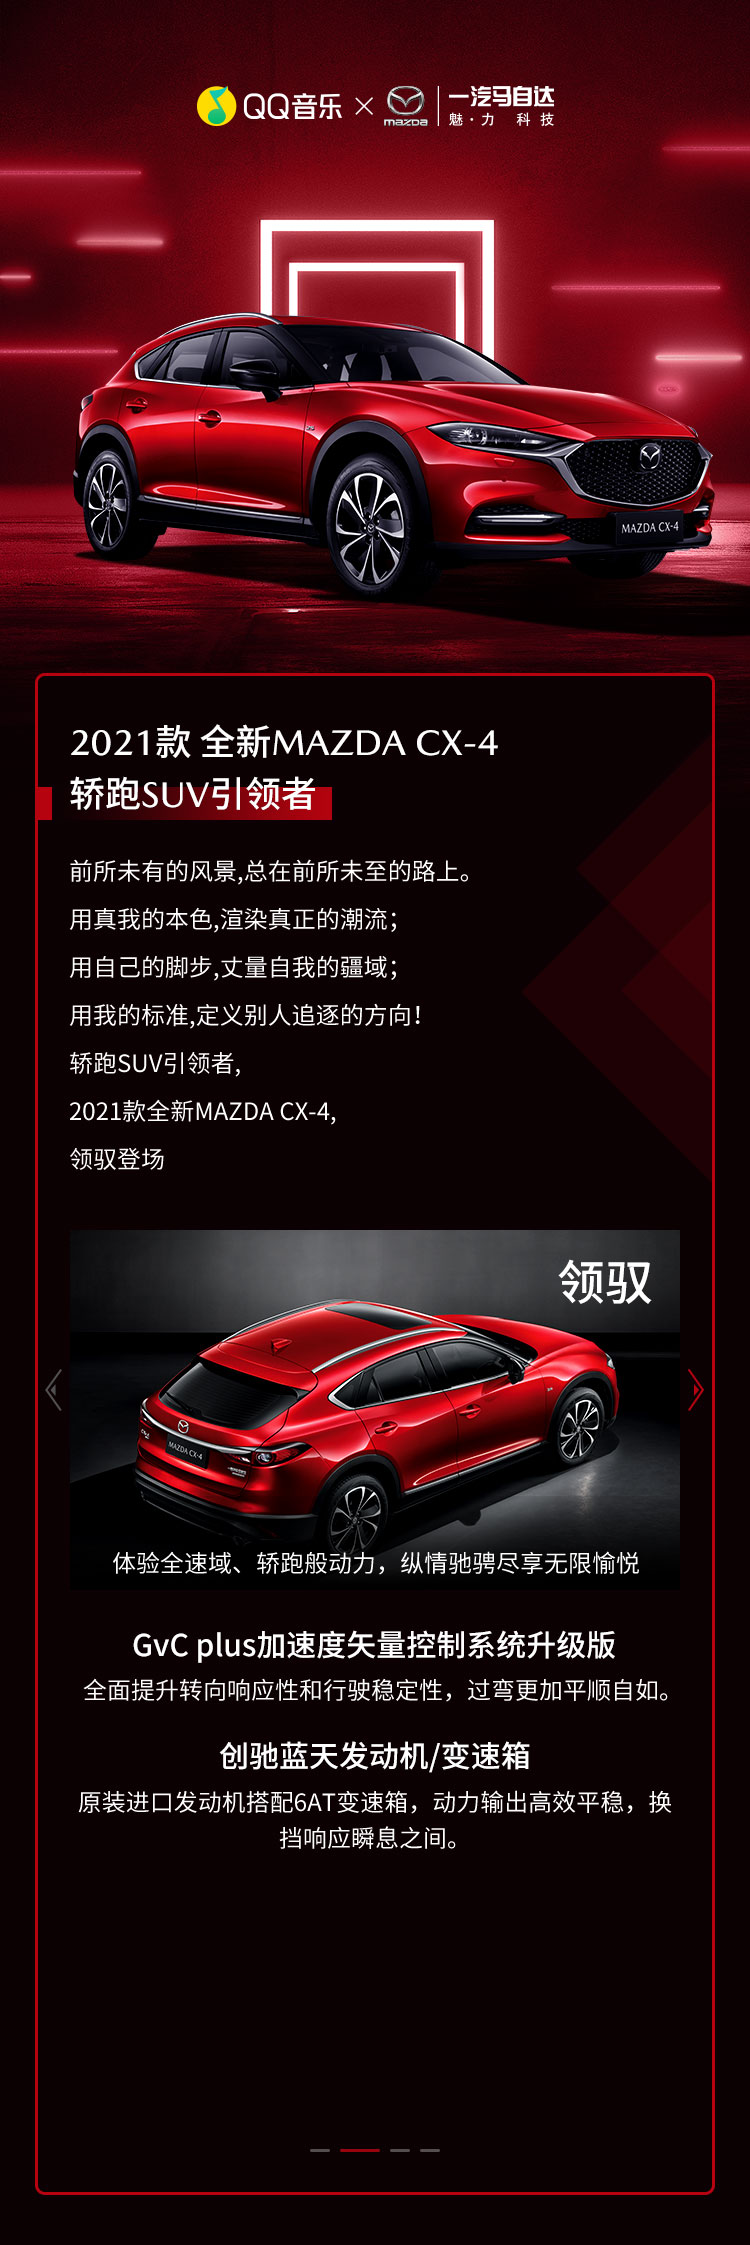 QQ音乐 × mazda 一汽马自达
魅·力 科技
MAZDA CX-4
2021款 全新MAZDA CX-4
轿跑SUV引领者
前所未有的风景,总在前所未至的路上。
用真我的本色,渲染真正的潮流;
用自己的脚步,丈量自我的疆域;
用我的标准,定义别人追逐的方向!
轿跑SUV引领者,
2021款全新MAZDA CX-4,
领驭登场
领驭
MAZDA CX-4
体验全速域、轿跑般动力，纵情驰骋尽享无限愉悦
GvC plus加速度矢量控制系统升级版
全面提升转向响应性和行驶稳定性，过弯更加平顺自如。
创驰蓝天发动机/变速箱
原装进口发动机搭配6AT变速箱，动力输出高效平稳，换
挡响应瞬息之间。